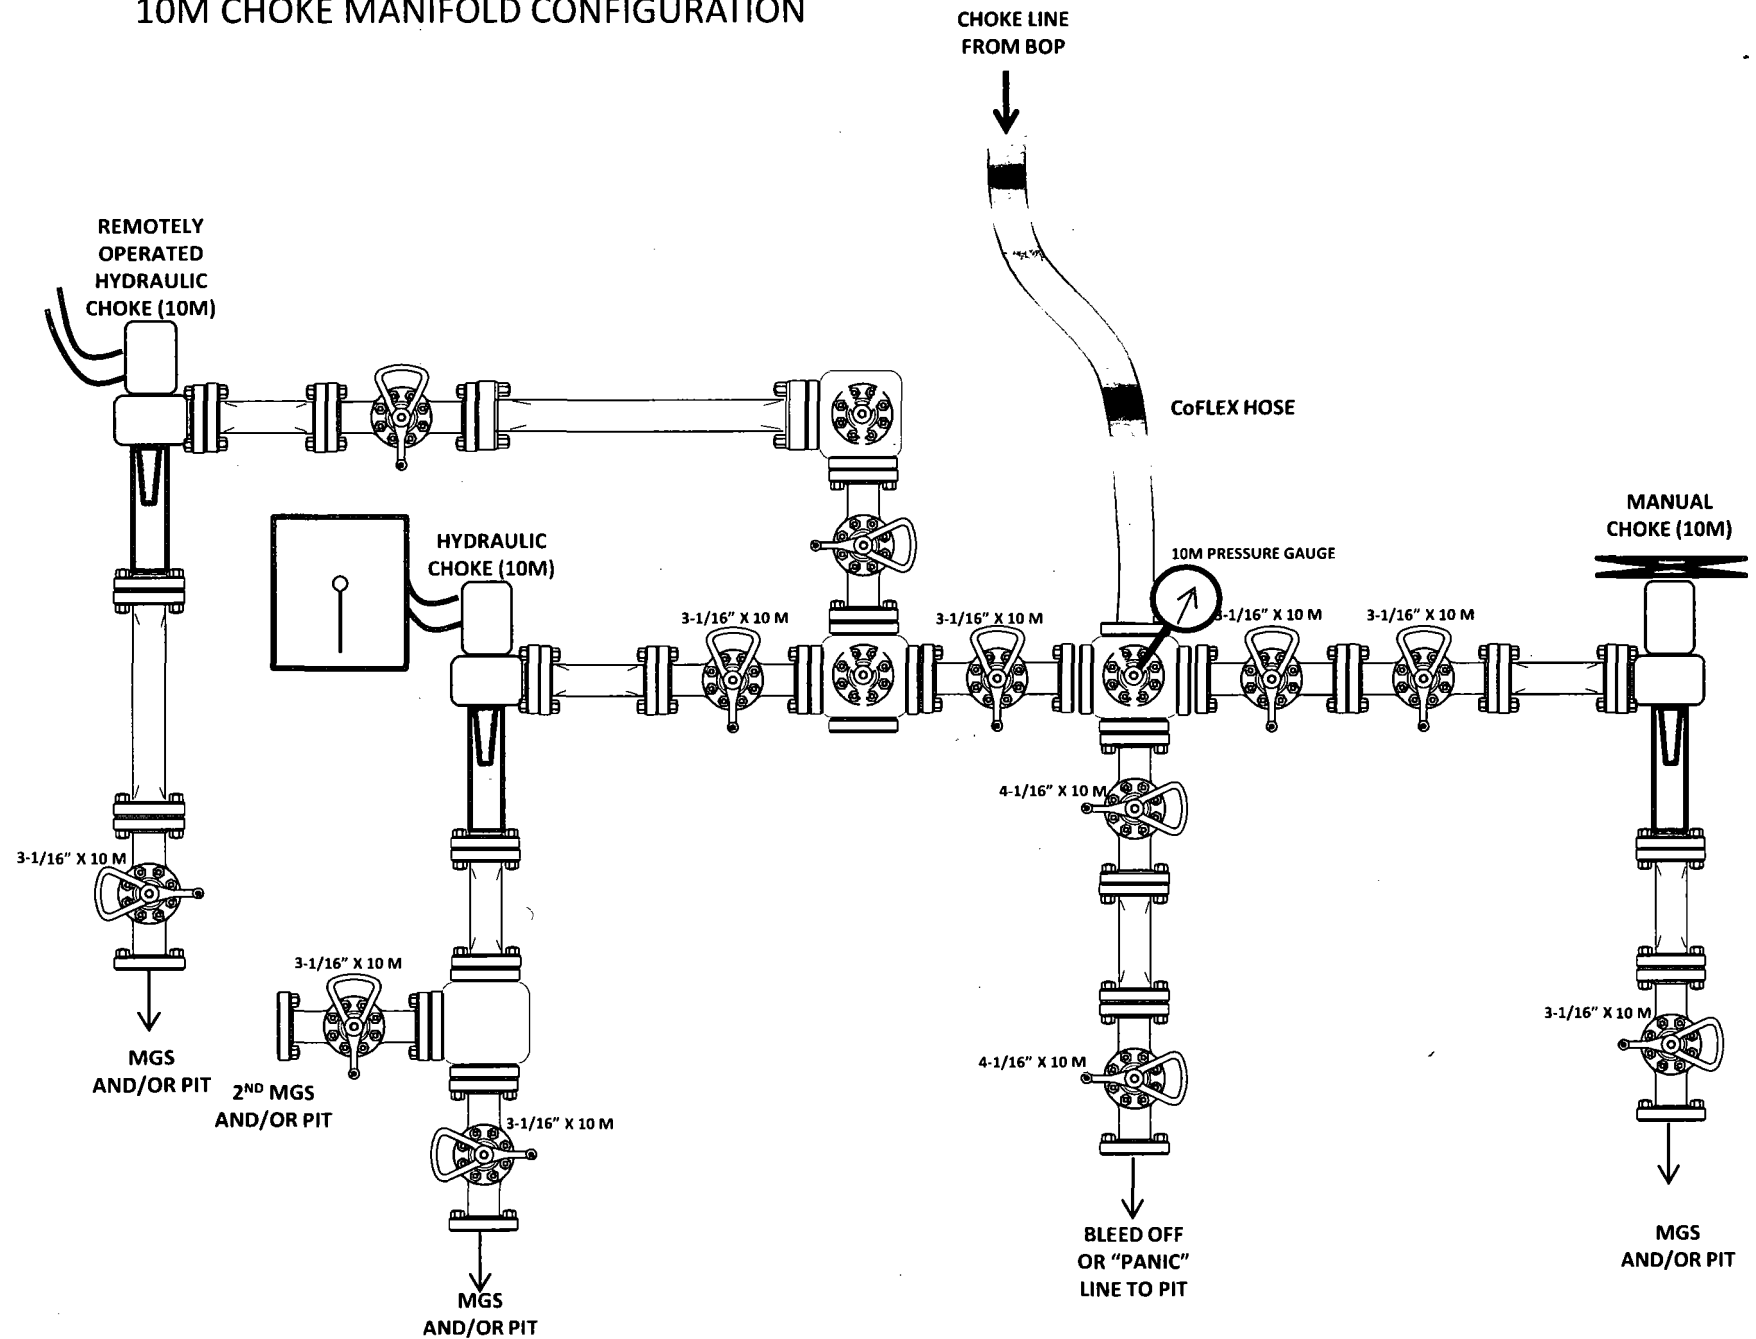 10M CHOKE MANIFOLD CONFIGURATION
CHOKE LINE
FROM BOP
REMOTELY
OPERATED
HYDRAULIC
CHOKE (10M)
CoFLEX HOSE
MANUAL
CHOKE (10M)
HYDRAULIC
CHOKE (10M)
10M PRESSURE GAUGE
3-1/16" X 10 M
3-1/16" X 10 M
3-1/16" X 10 M
3-1/16" X 10 M
4-1/16" X 10 M
3-1/16" X 10 M
3-1/16" X 10 M
3-1/16" X 10 M
4-1/16" X 10 M
MGS
AND/OR PIT
2ND MGS
AND/OR PIT
3-1/16" X 10 M
BLEED OFF
OR "PANIC"
LINE TO PIT
MGS
AND/OR PIT
MGS
AND/OR PIT